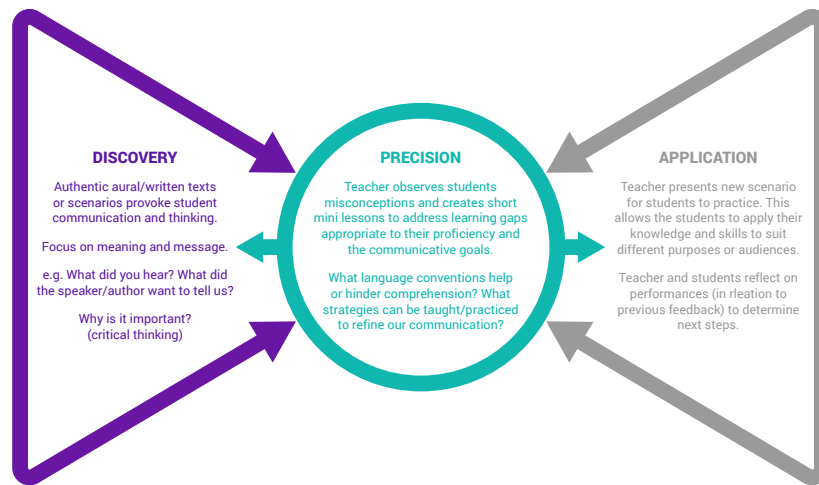 DISCOVERY
Authentic aural/written texts
or scenarios provoke student
communication and thinking.
Focus on meaning and message.
e.g. What did you hear? What did
the speaker/author want to tell us?
Why is it important?
(critical thinking)
PRECISION
Teacher observes students
misconceptions and creates short
mini lessons to address learning gaps
appropriate to their proficiency and
the communicative goals.
What language conventions help
or hinder comprehension? What
strategies can be taught/practiced
to refine our communication?
APPLICATION
Teacher presents new scenario
for students to practice. This
allows the students to apply their
knowledge and skills to suit
different purposes or audiences.
Teacher and students reflect on
performances (in rleation to
previous feedback) to determine
next steps.